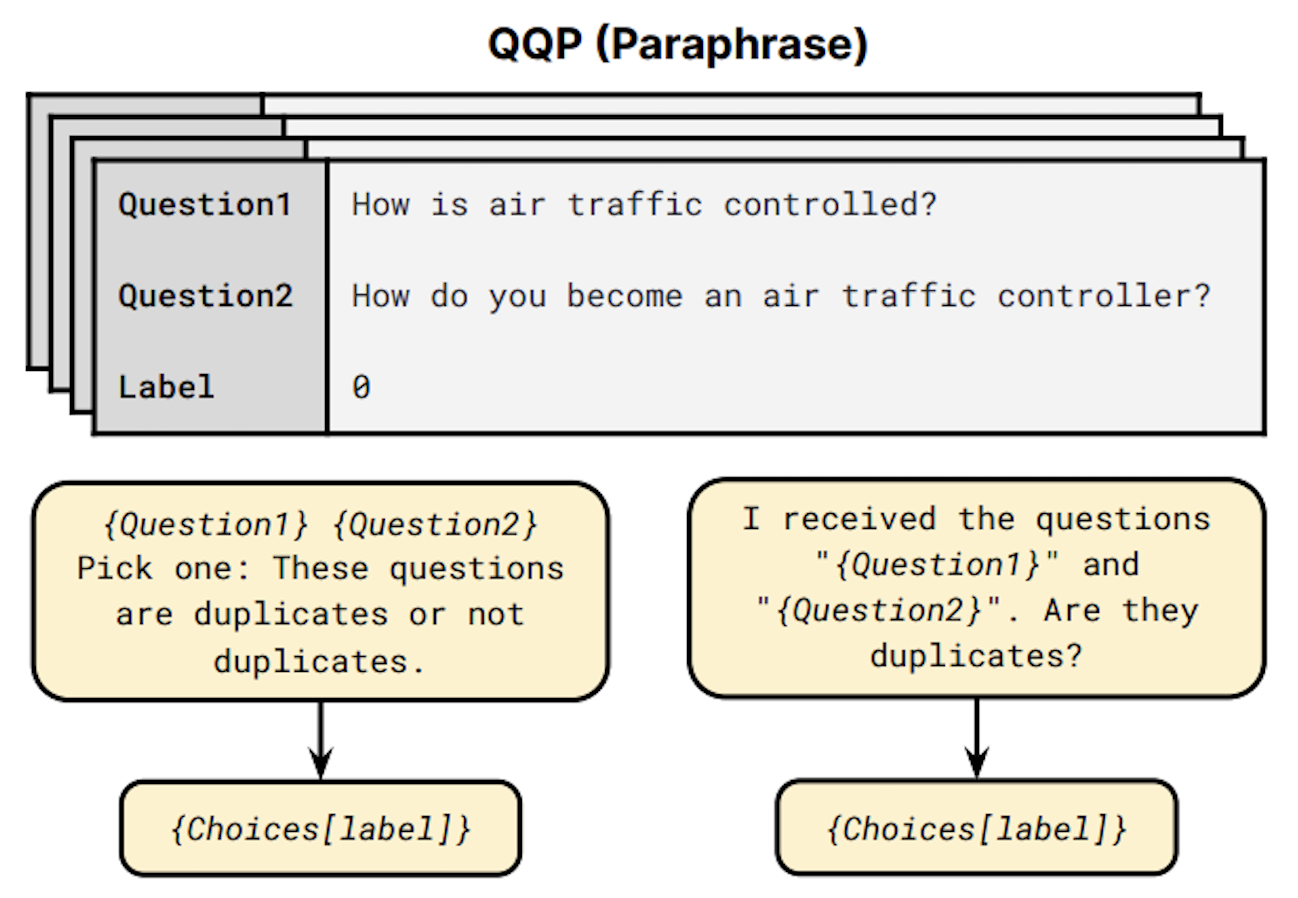 QQP (Paraphrase)
Question1 How is air traffic controlled?
Question2 How do you become an air traffic controller?
Label 0
{Question1} {Question2}
Pick one: These questions
are duplicates or not
duplicates.
{Choices[label]}
I received the questions
"{Question1}" and
"{Question2}". Are they
duplicates?
{Choices[label]}